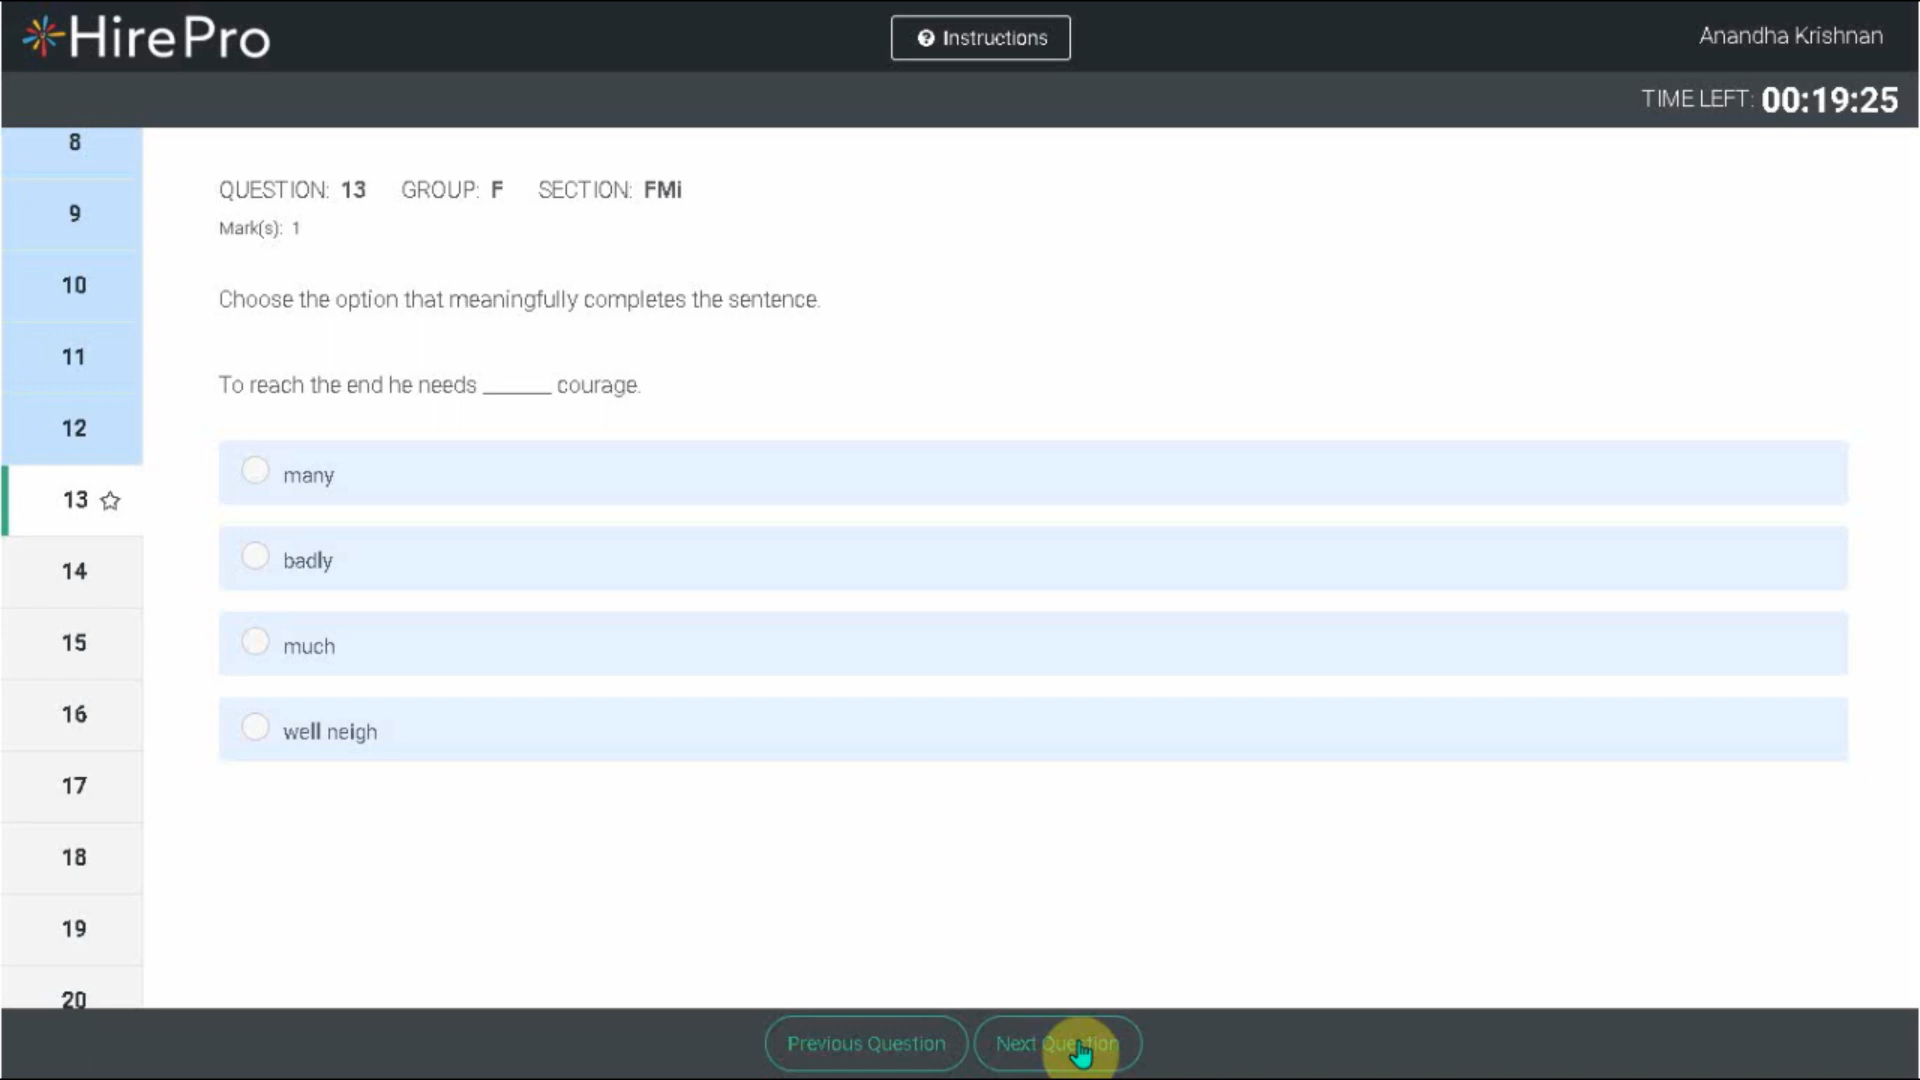 HirePro
Instructions
Anandha Krishnan
TIME LEFT: 00:19:25
8
9
10
11
12
13
14
15
16
17
18
19
20
QUESTION: 13 GROUP: F SECTION: FMi
Mark(s): 1
Choose the option that meaningfully completes the sentence.
To reach the end he needs ______ courage.
many
badly
much
well neigh
Previous Question
Next Question